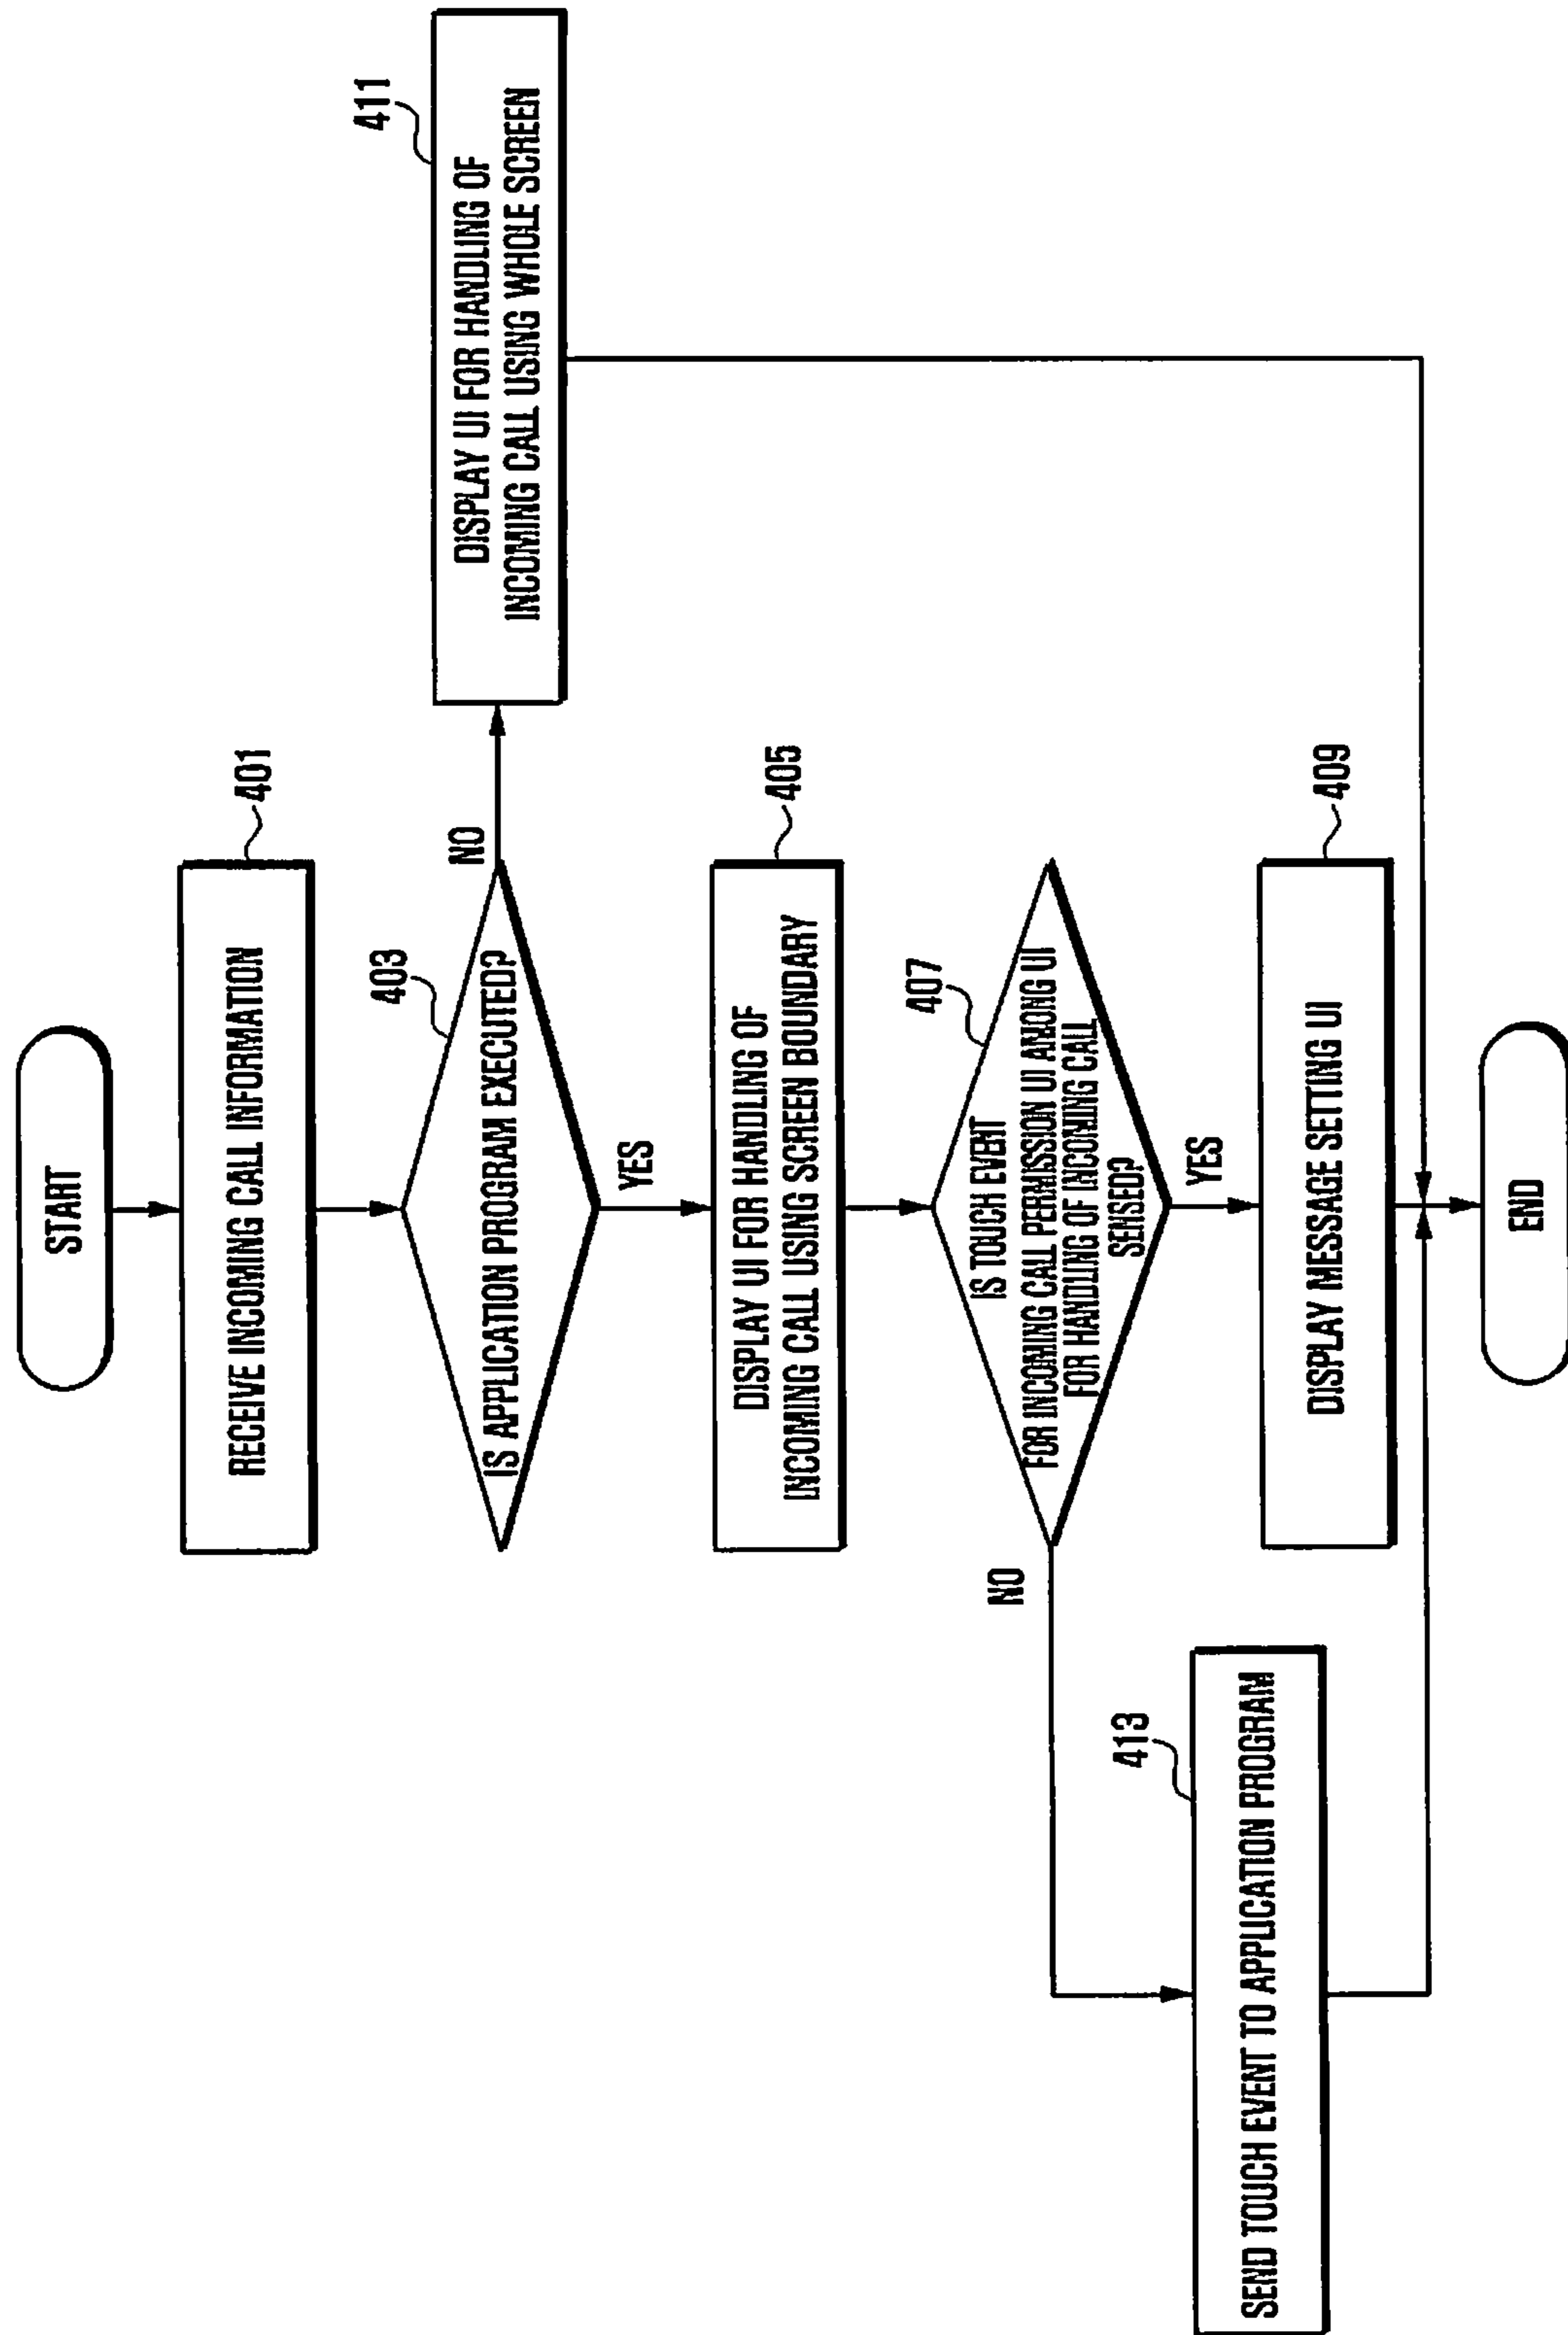 START
RECEIVE INCOMING CALL INFORMATION
401
403
IS APPLICATION PROGRAM EXECUTED?
NO
YES
411
DISPLAY UI FOR HANDLING OF
INCOMING CALL USING WHOLE SCREEN
405
DISPLAY UI FOR HANDLING OF
INCOMING CALL USING SCREEN BOUNDARY
407
IS TOUCH EVENT
FOR INCOMING CALL PERMISSION UI AMONG UI
FOR HANDLING OF INCOMING CALL
SENSED?
NO
YES
413
SEND TOUCH EVENT TO APPLICATION PROGRAM
409
DISPLAY MESSAGE SETTING UI
END